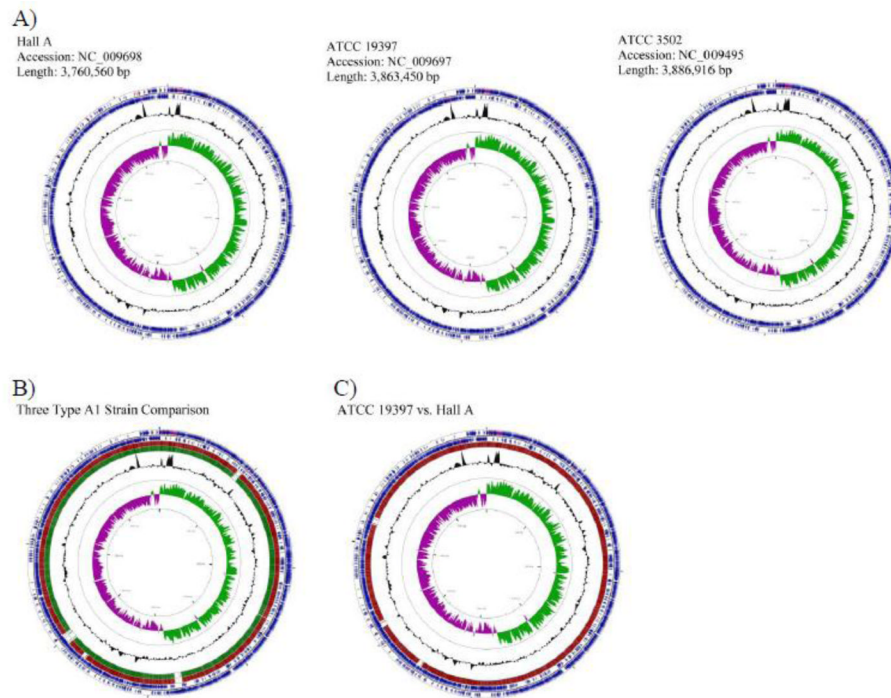 A)
Hall A
Accession: NC_009698
Length: 3,760,560 bp
ATCC 19397
Accession: NC_009697
Length: 3,863,450 bp
ATCC 3502
Accession: NC_009495
Length: 3,886,916 bp
B)
Three Type A1 Strain Comparison
C)
ATCC 19397 vs. Hall A